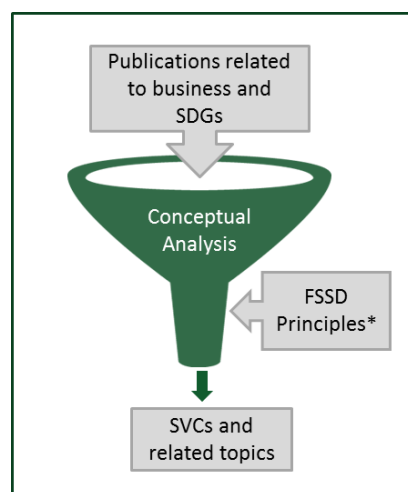 Publications related
to business and
SDGs
Conceptual
Analysis
FSSD
Principles*
SVCs and
related topics